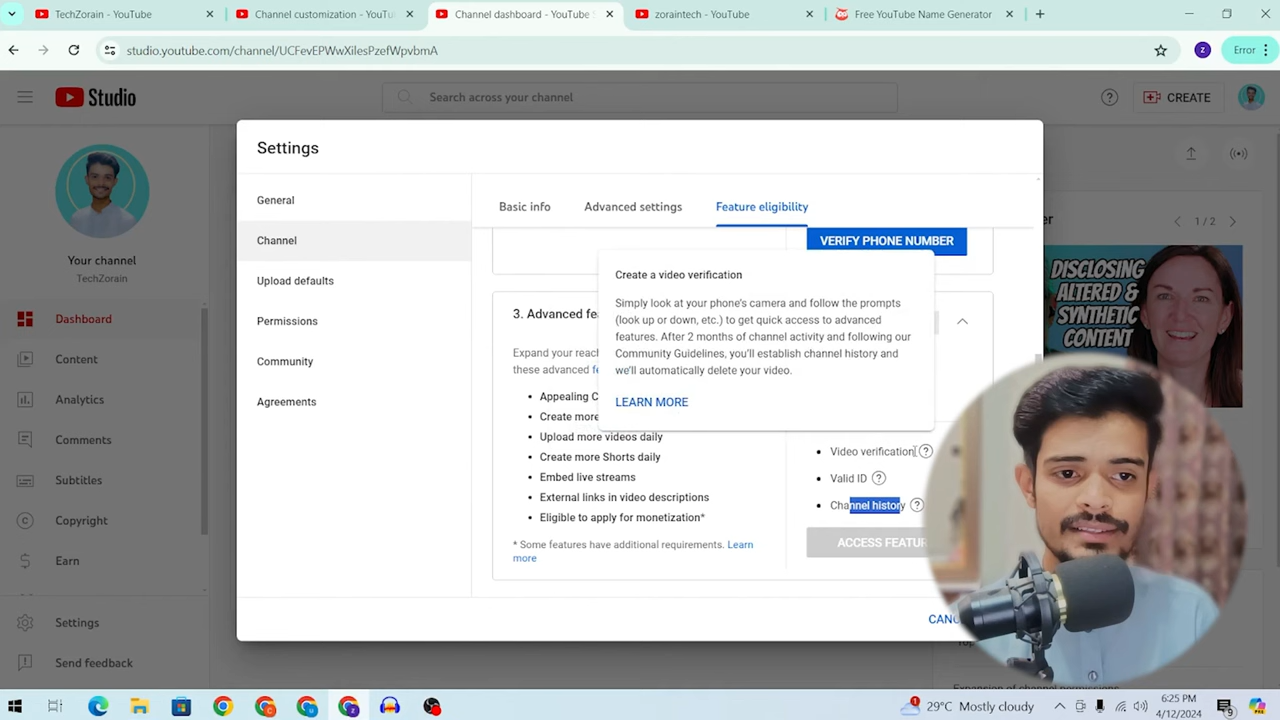 TechZorain - YouTube
Channel customization - YouTu
Channel dashboard - YouTube S
zoraintech - YouTube
Free YouTube Name Generator
studio.youtube.com/channel/UCFevEPWwXilesPzefWpvbmA
z
Error
Studio
Search across your channel
CREATE
Settings
General
Channel
Upload defaults
Permissions
Community
Agreements
Basic info
Advanced settings
Feature eligibility
VERIFY PHONE NUMBER
Create a video verification
Simply look at your phone's camera and follow the prompts
(look up or down, etc.) to get quick access to advanced
features. After 2 months of channel activity and following our
Community Guidelines, you'll establish channel history and
we'll automatically delete your video.
LEARN MORE
3. Advanced fea
Expand your reac
these advanced fe
• Appealing C
• Create more
• Upload more videos daily
• Create more Shorts daily
• Embed live streams
• External links in video descriptions
• Eligible to apply for monetization*
* Some features have additional requirements. Learn
more
• Video verification
• Valid ID
• Channel history
ACCESS FEATUR
CANC
Your channel
TechZorain
Dashboard
Content
Analytics
Comments
Subtitles
Copyright
Earn
Settings
Send feedback
er
1 / 2
DISCLOSING
ALTERED &
SYNTHETIC
CONTENT
Expansion of channel permissions
29°C Mostly cloudy
6:25 PM
4/12/2024